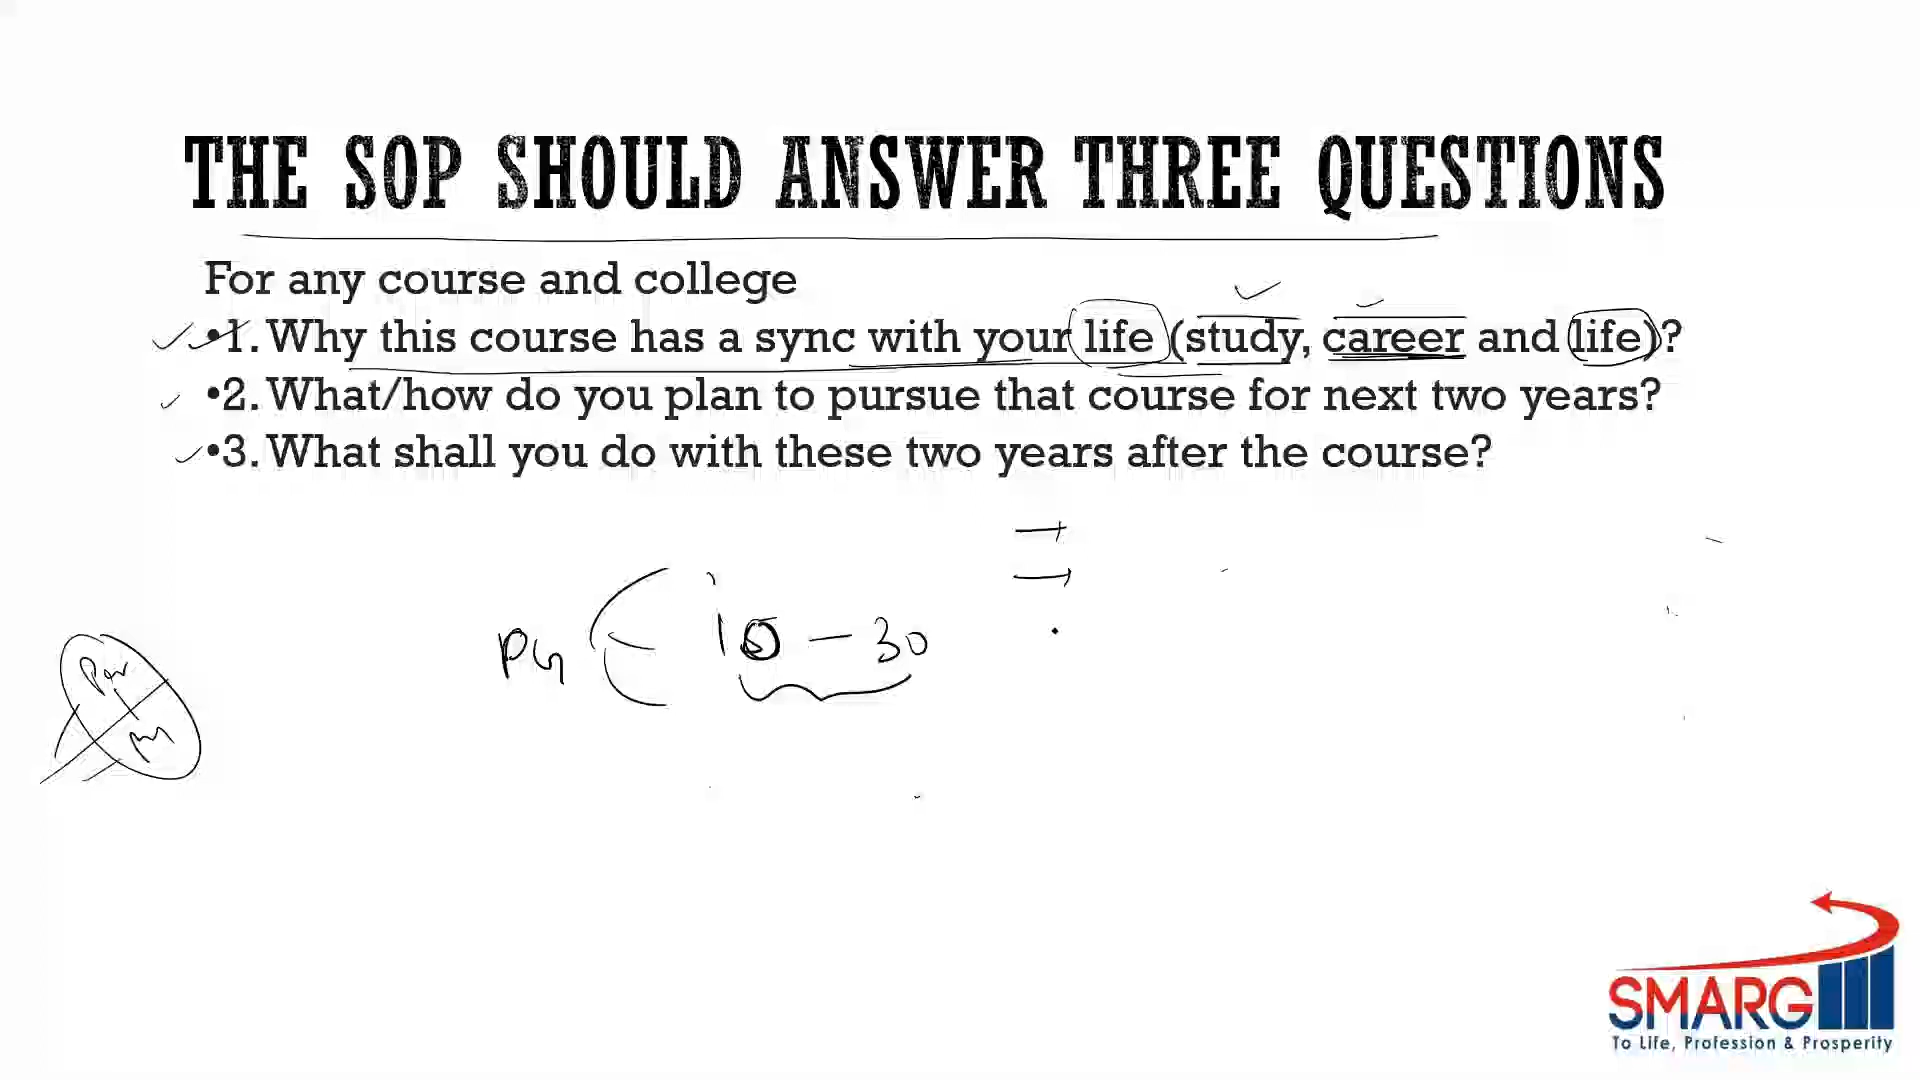 THE SOP SHOULD ANSWER THREE QUESTIONS
For any course and college
•1. Why this course has a sync with your life (study, career and life)?
•2. What/how do you plan to pursue that course for next two years?
•3. What shall you do with these two years after the course?
– 30
SMARG
To Life, Profession & Prosperity